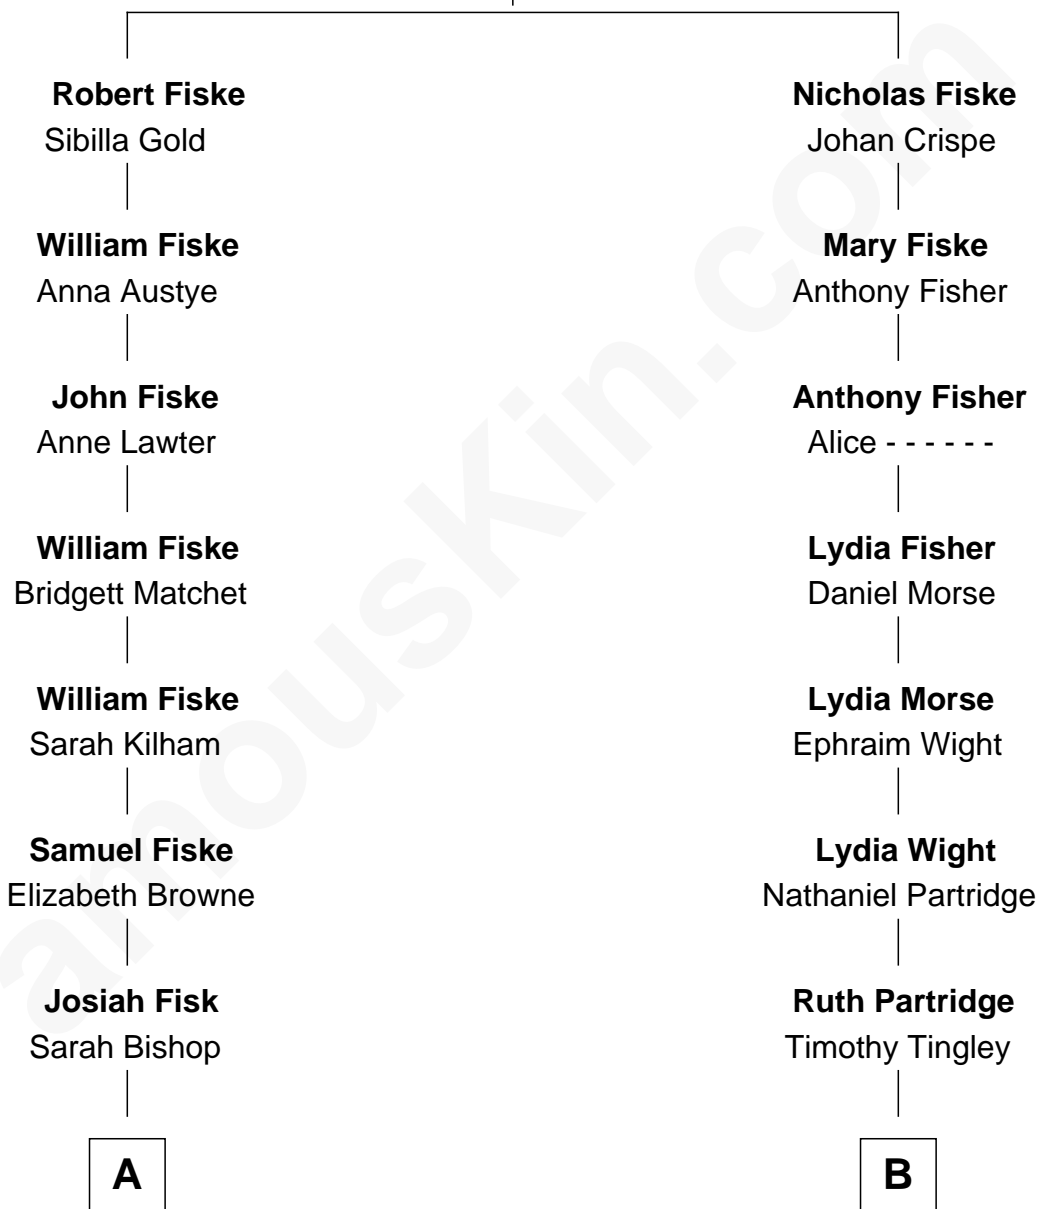 Robert Fiske
Sibilla Gold
William Fiske
Anna Austye
John Fiske
Anne Lawter
William Fiske
Bridgett Matchet
William Fiske
Sarah Kilham
Samuel Fiske
Elizabeth Browne
Josiah Fisk
Sarah Bishop
A
Nicholas Fiske
Johan Crispe
Mary Fiske
Anthony Fisher
Anthony Fisher
Alice - - - - - -
Lydia Fisher
Daniel Morse
Lydia Morse
Ephraim Wight
Lydia Wight
Nathaniel Partridge
Ruth Partridge
Timothy Tingley
B
amouskin.com